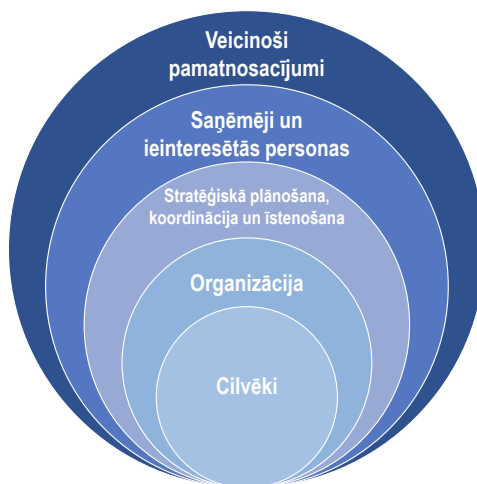 Veicinoši
pamatnosacījumi
Saņēmēji un
ieinteresētās personas
Stratēģiskā plānošana,
koordinācija un īstenošana
Organizācija
Cilvēki